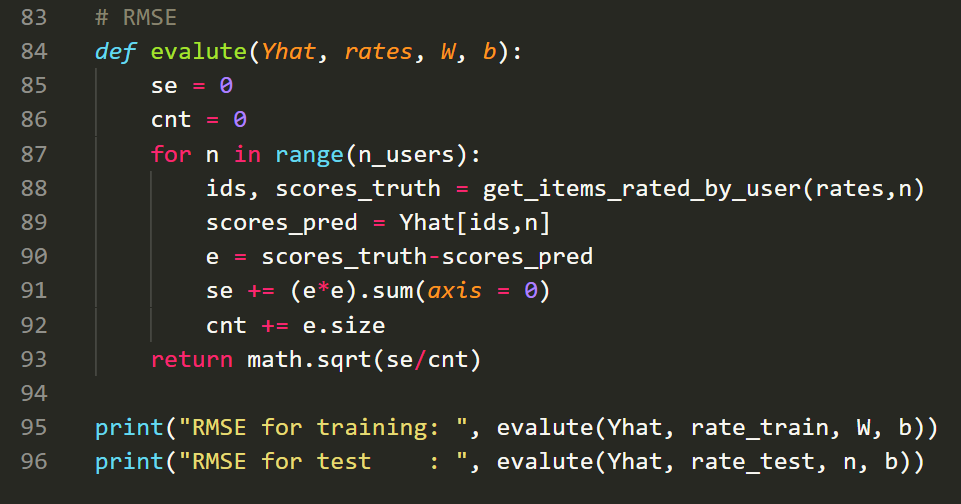 83 # RMSE
84 def evalute(Yhat, rates, W, b):
85     se = 0
86     cnt = 0
87     for n in range(n_users):
88         ids, scores_truth = get_items_rated_by_user(rates,n)
89         scores_pred = Yhat[ids,n]
90         e = scores_truth-scores_pred
91         se += (e*e).sum(axis = 0)
92         cnt += e.size
93     return math.sqrt(se/cnt)
94
95 print("RMSE for training: ", evalute(Yhat, rate_train, W, b))
96 print("RMSE for test    : ", evalute(Yhat, rate_test, n, b))